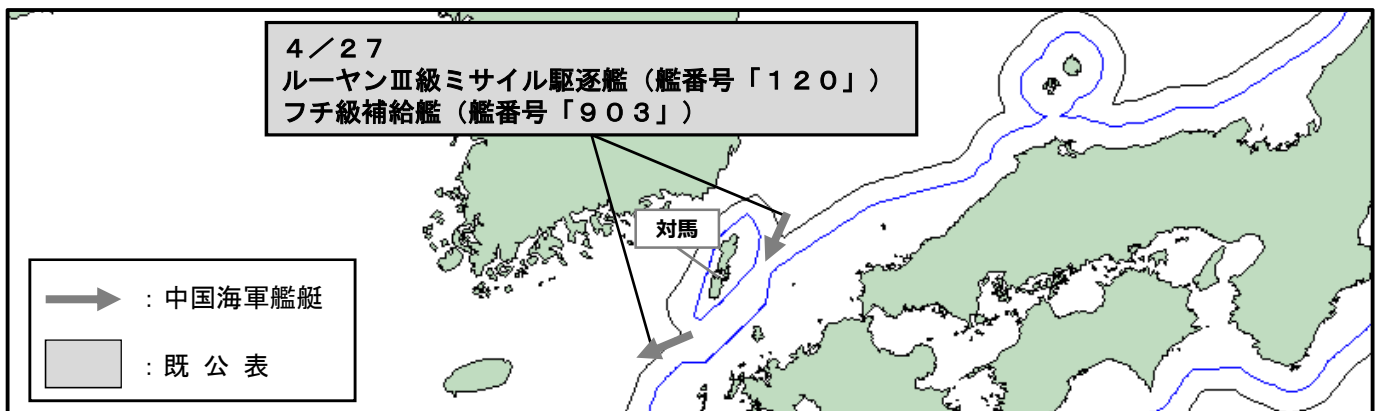 4/27
ルーヤンⅢ級ミサイル駆逐艦(艦番号「120」)
フチ級補給艦(艦番号「903」)
対馬
:中国海軍艦艇
:既 公 表